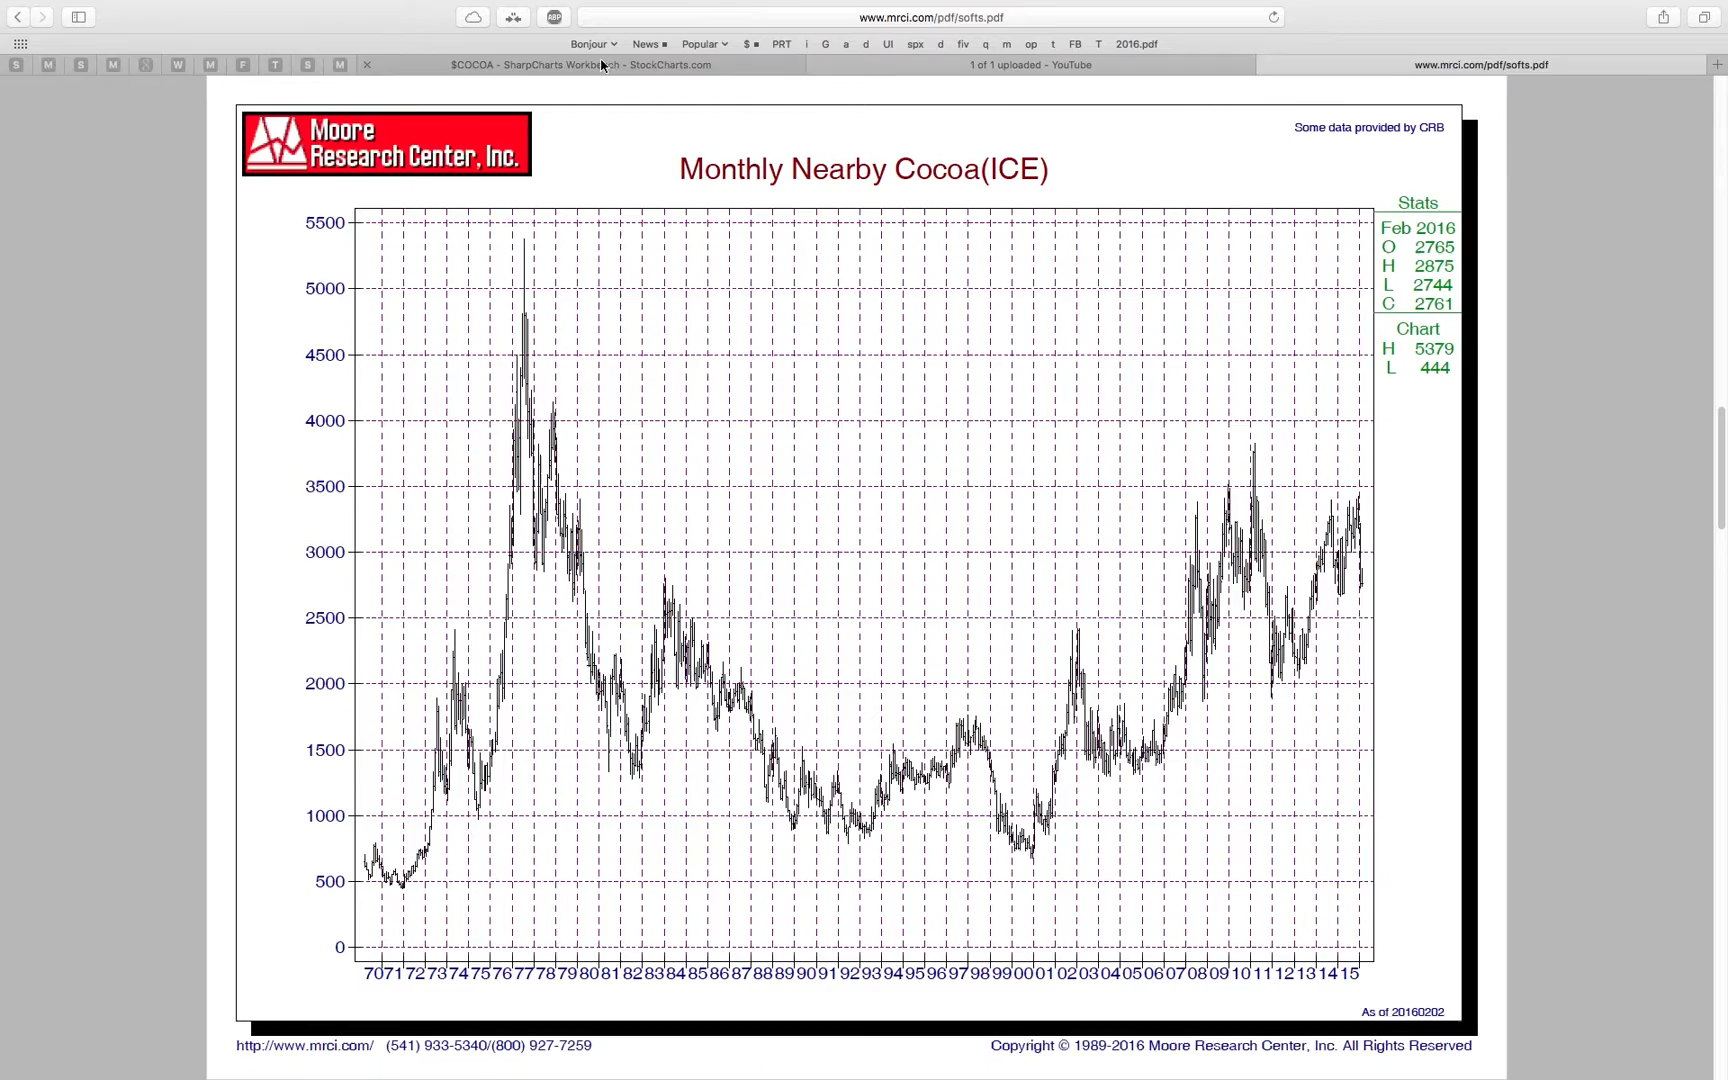 www.mrci.com/pdf/softs.pdf
Bonjour News Popular $ PRT i G a d UI spx d fiv q m op t FB T 2016.pdf
S M S M 8 W M F T S M $COCOA - SharpCharts Workbench - StockCharts.com 1 of 1 uploaded - YouTube www.mrci.com/pdf/softs.pdf
ABP
Moore
Research Center, Inc.
Some data provided by CRB
Monthly Nearby Cocoa(ICE)
Stats
Feb 2016
O 2765
H 2875
L 2744
C 2761
Chart
H 5379
L 444
5500
5000
4500
4000
3500
3000
2500
2000
1500
1000
500
0
70 71 72 73 74 75 76 77 78 79 80 81 82 83 84 85 86 87 88 89 90 91 92 93 94 95 96 97 98 99 00 01 02 03 04 05 06 07 08 09 10 11 12 13 14 15
As of 20160202
http://www.mrci.com/ (541) 933-5340/(800) 927-7259
Copyright © 1989-2016 Moore Research Center, Inc. All Rights Reserved